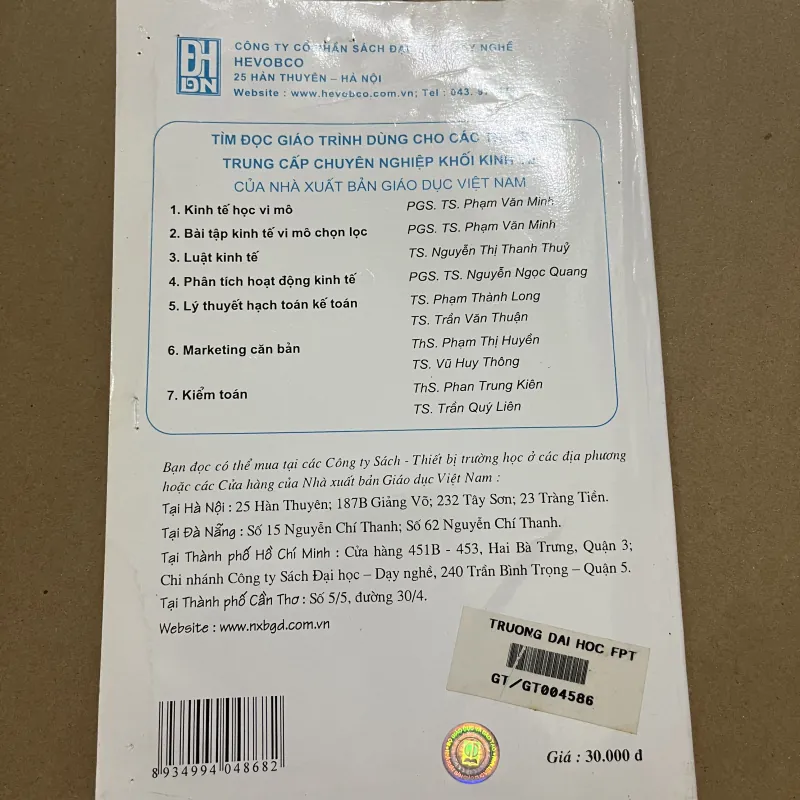 ĐH
DN
CÔNG TY CỔ PHẦN SÁCH ĐẠI NGHỀ
HEVOBCO
25 HÀN THUYÊN – HÀ NỘI
Website : www.hevobco.com.vn; Tel : 043.
TÌM ĐỌC GIÁO TRÌNH DÙNG CHO CÁC
TRUNG CẤP CHUYÊN NGHIỆP KHỐI KINH
CỦA NHÀ XUẤT BẢN GIÁO DỤC VIỆT NAM
1. Kinh tế học vi mô PGS. TS. Phạm Văn Minh
2. Bài tập kinh tế vi mô chọn lọc PGS. TS. Phạm Văn Minh
3. Luật kinh tế TS. Nguyễn Thị Thanh Thuỷ
4. Phân tích hoạt động kinh tế PGS. TS. Nguyễn Ngọc Quang
5. Lý thuyết hạch toán kế toán TS. Phạm Thành Long
TS. Trần Văn Thuận
6. Marketing căn bản ThS. Phạm Thị Huyền
TS. Vũ Huy Thông
7. Kiểm toán ThS. Phan Trung Kiên
TS. Trần Quý Liên
Bạn đọc có thể mua tại các Công ty Sách - Thiết bị trường học ở các địa phương
hoặc các Cửa hàng của Nhà xuất bản Giáo dục Việt Nam :
Tại Hà Nội : 25 Hàn Thuyên; 187B Giảng Võ; 232 Tây Sơn; 23 Tràng Tiền.
Tại Đà Nẵng : Số 15 Nguyễn Chí Thanh; Số 62 Nguyễn Chí Thanh.
Tại Thành phố Hồ Chí Minh : Cửa hàng 451B - 453, Hai Bà Trưng, Quận 3;
Chi nhánh Công ty Sách Đại học – Dạy nghề, 240 Trần Bình Trọng – Quận 5.
Tại Thành phố Cần Thơ : Số 5/5, đường 30/4.
Website : www.nxbgd.com.vn
TRUONG DAI HOC FPT
GT/GT004586
8 934994 048682
Giá : 30.000 đ